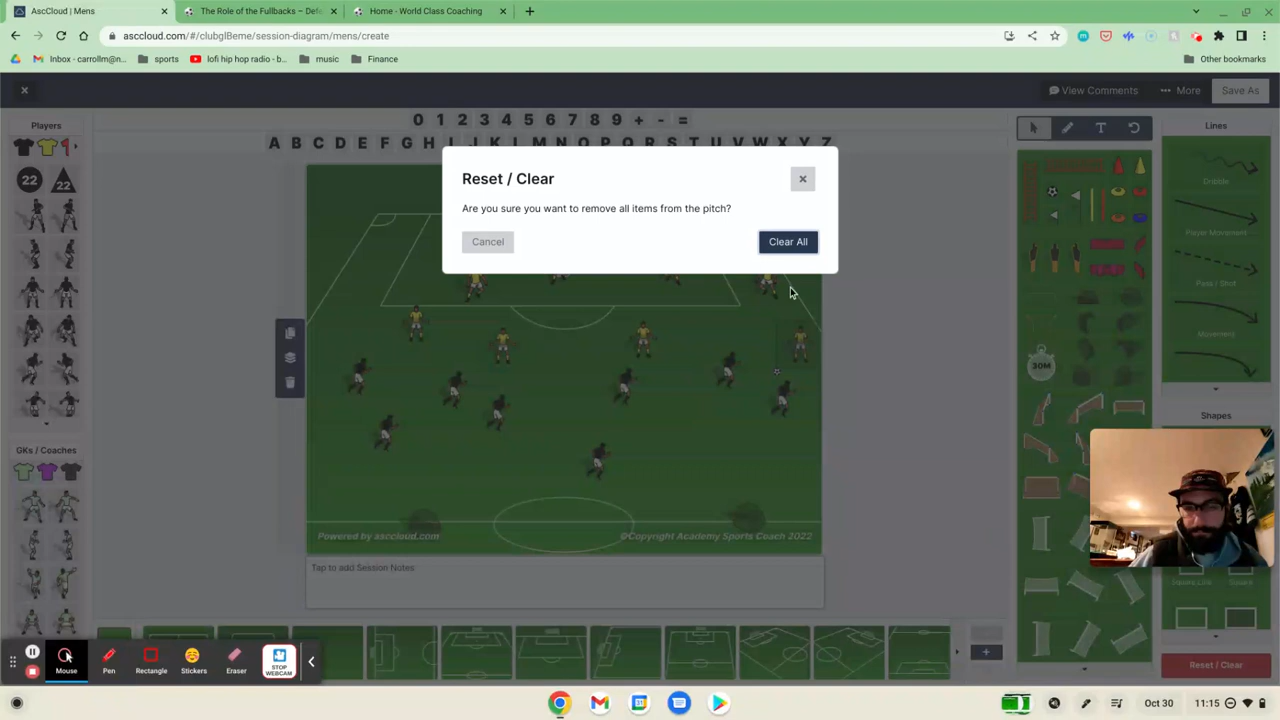 AscCloud | Mens
The Role of the Fullbacks – Defe
Home - World Class Coaching
asccloud.com/#/clubglBeme/session-diagram/mens/create
Inbox - carrollm@n...
sports
lofi hip hop radio - b...
music
Finance
Other bookmarks
View Comments
More
Save As
Players
0 1 2 3 4 5 6 7 8 9 + - =
A B C D E F G H I J K L M N O P Q R S T U V W X Y Z
22
22
Reset / Clear
Are you sure you want to remove all items from the pitch?
Cancel
Clear All
Lines
Dribble
Player Movement
Pass / Shot
Movement
30M
Shapes
GKs / Coaches
Powered by asccloud.com
©Copyright Academy Sports Coach 2022
Tap to add Session Notes
Square Link
Square
Reset / Clear
Mouse
Pen
Rectangle
Stickers
Eraser
STOP
WEBCAM
Oct 30
11:15